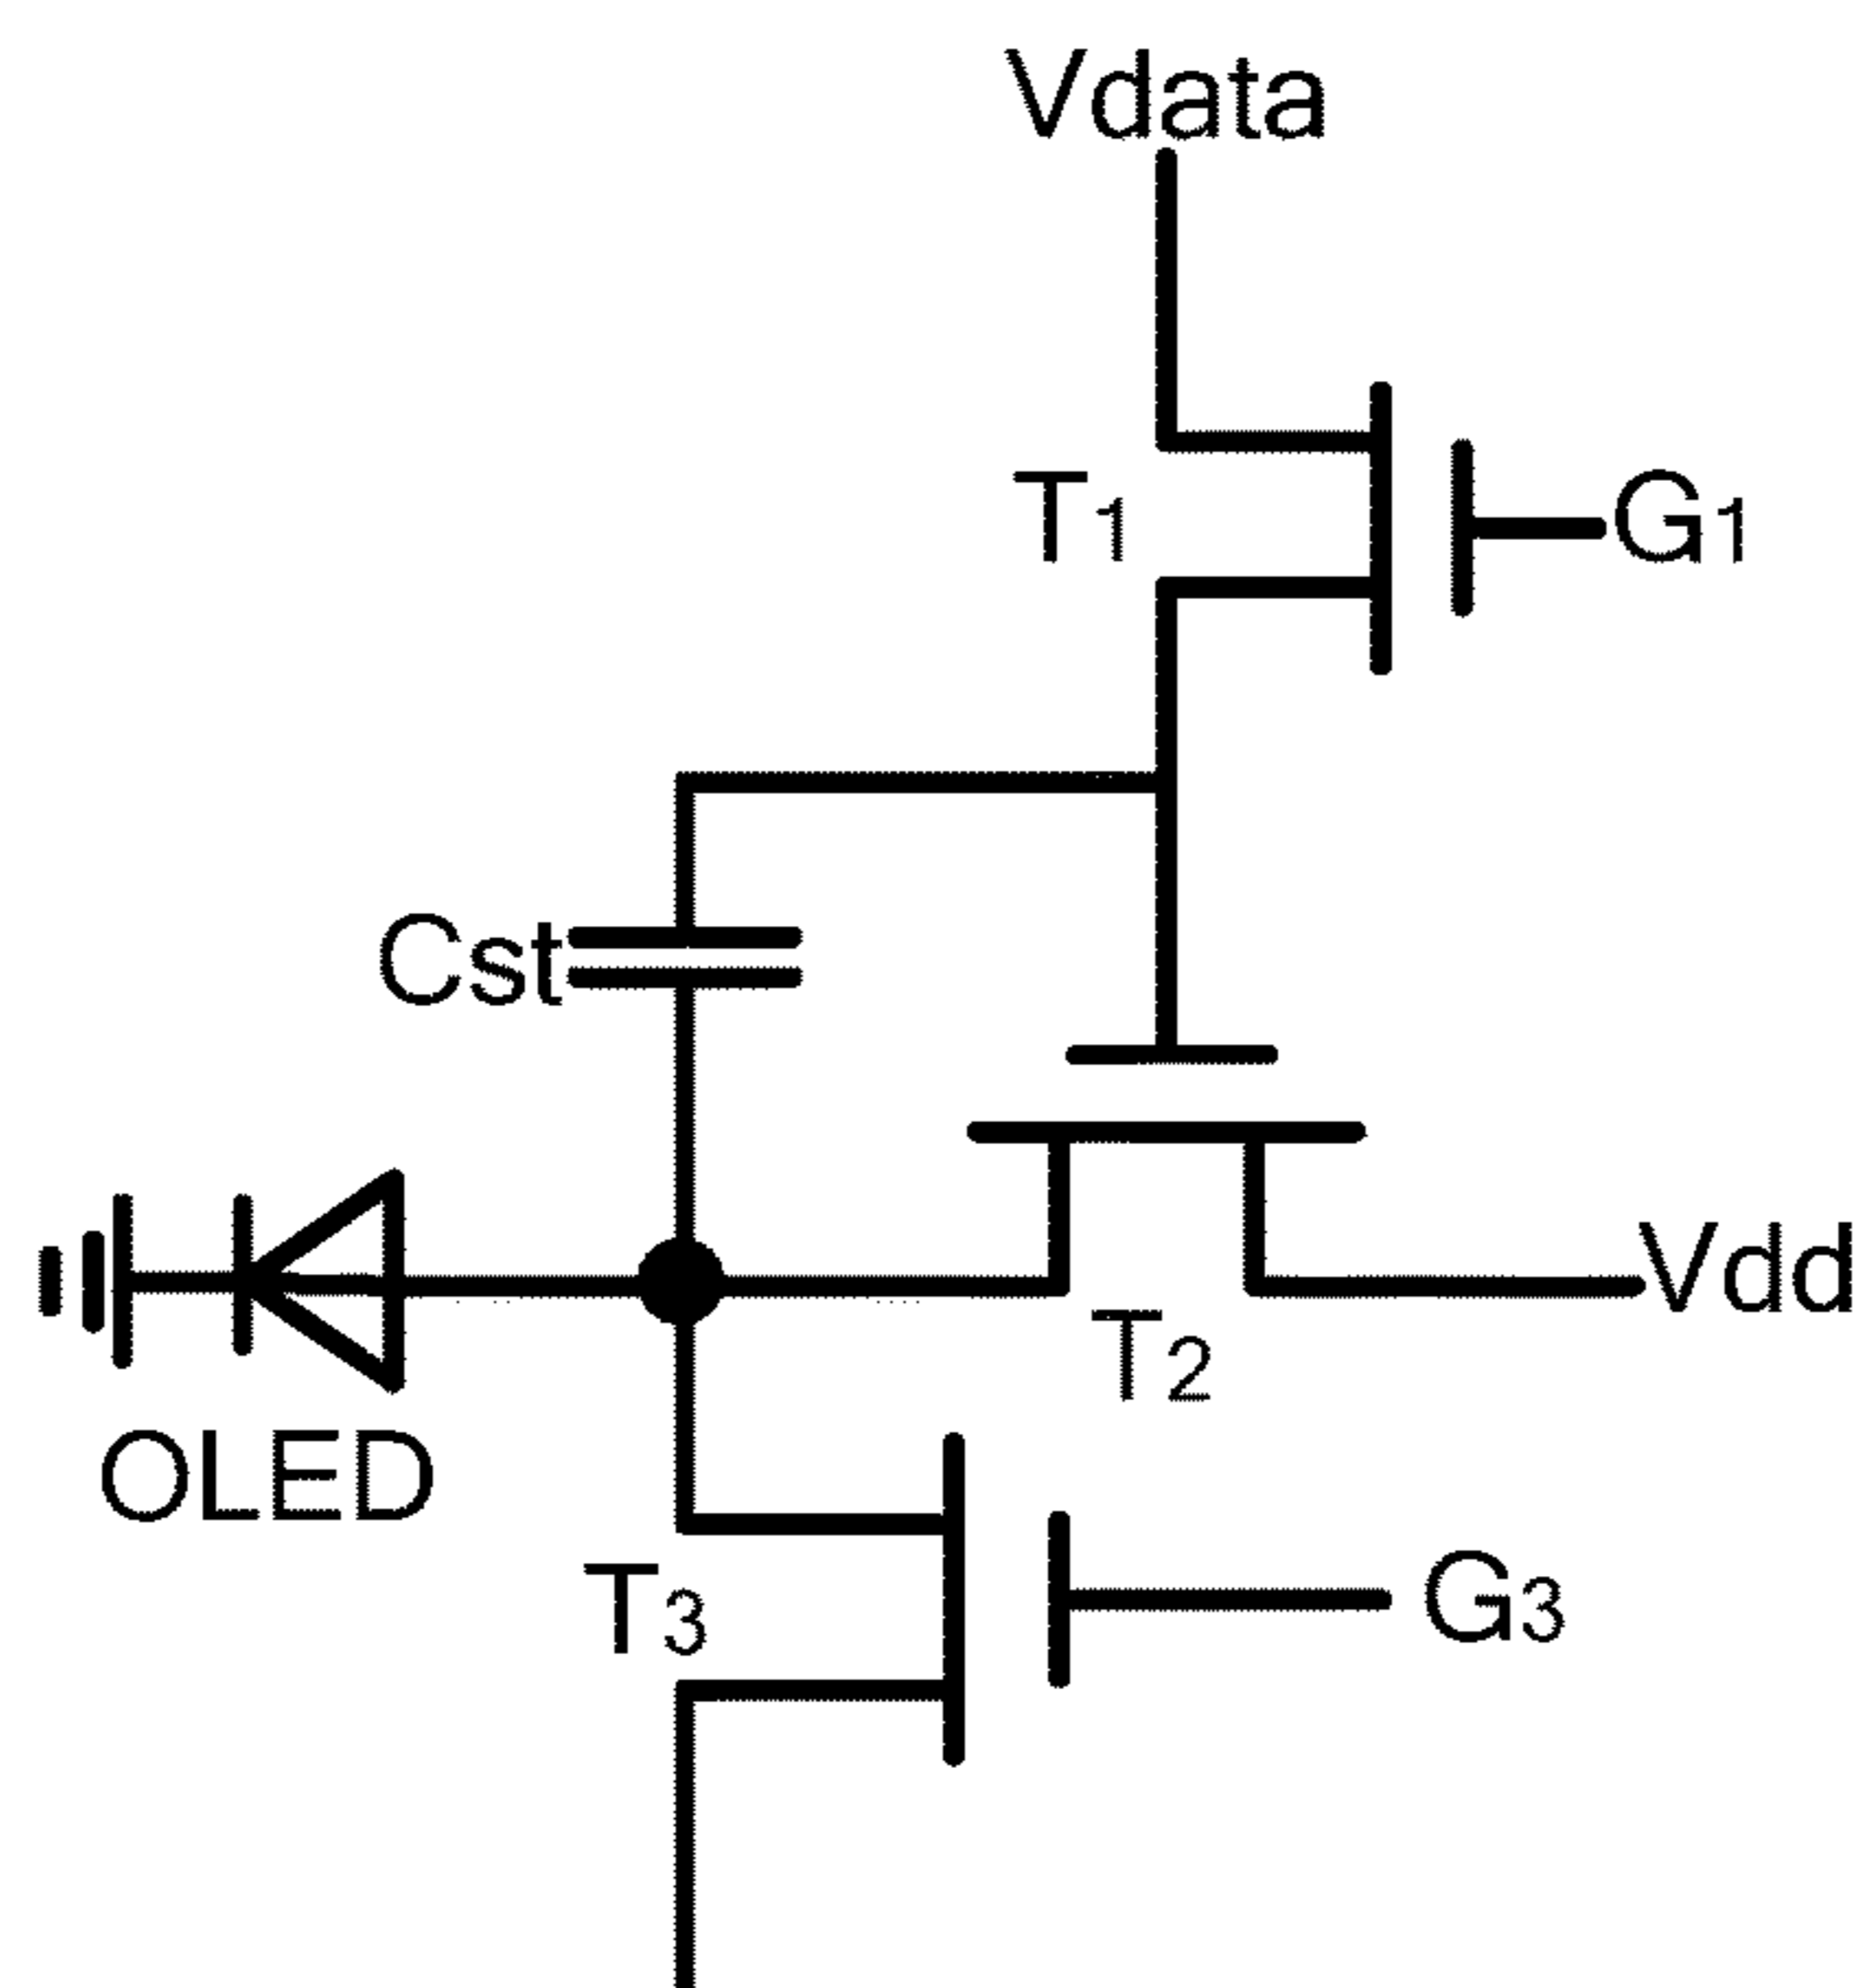 Vdata
T1
G1
Cst
Vdd
T2
OLED
T3
G3